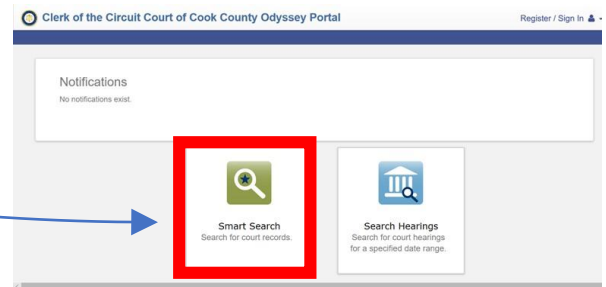 Clerk of the Circuit Court of Cook County Odyssey Portal
Register / Sign In
Notifications
No notifications exist.
Smart Search
Search for court records.
Search Hearings
Search for court hearings
for a specified date range.